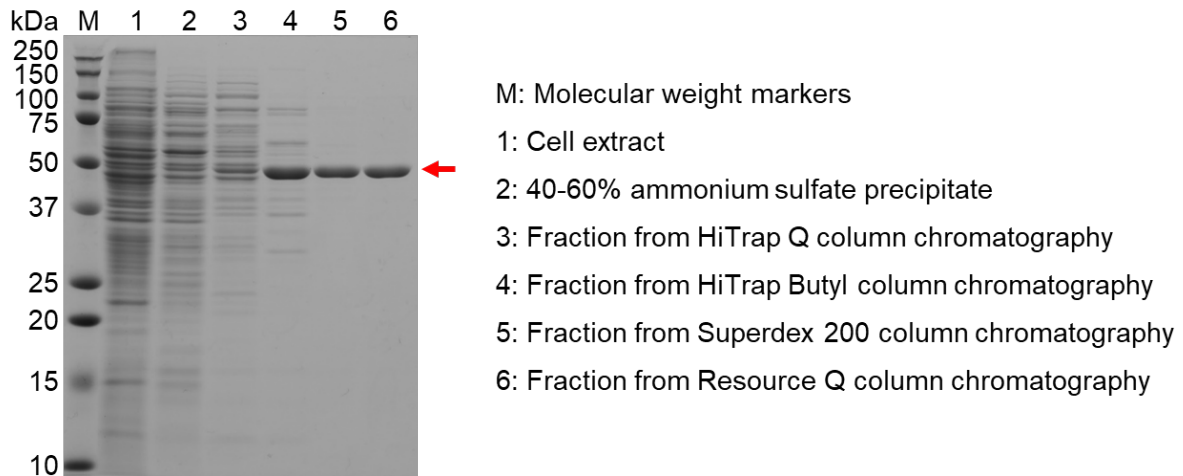 kDa M 1 2 3 4 5 6
250
150
100
75
50
37
25
20
15
10
M: Molecular weight markers
1: Cell extract
2: 40-60% ammonium sulfate precipitate
3: Fraction from HiTrap Q column chromatography
4: Fraction from HiTrap Butyl column chromatography
5: Fraction from Superdex 200 column chromatography
6: Fraction from Resource Q column chromatography